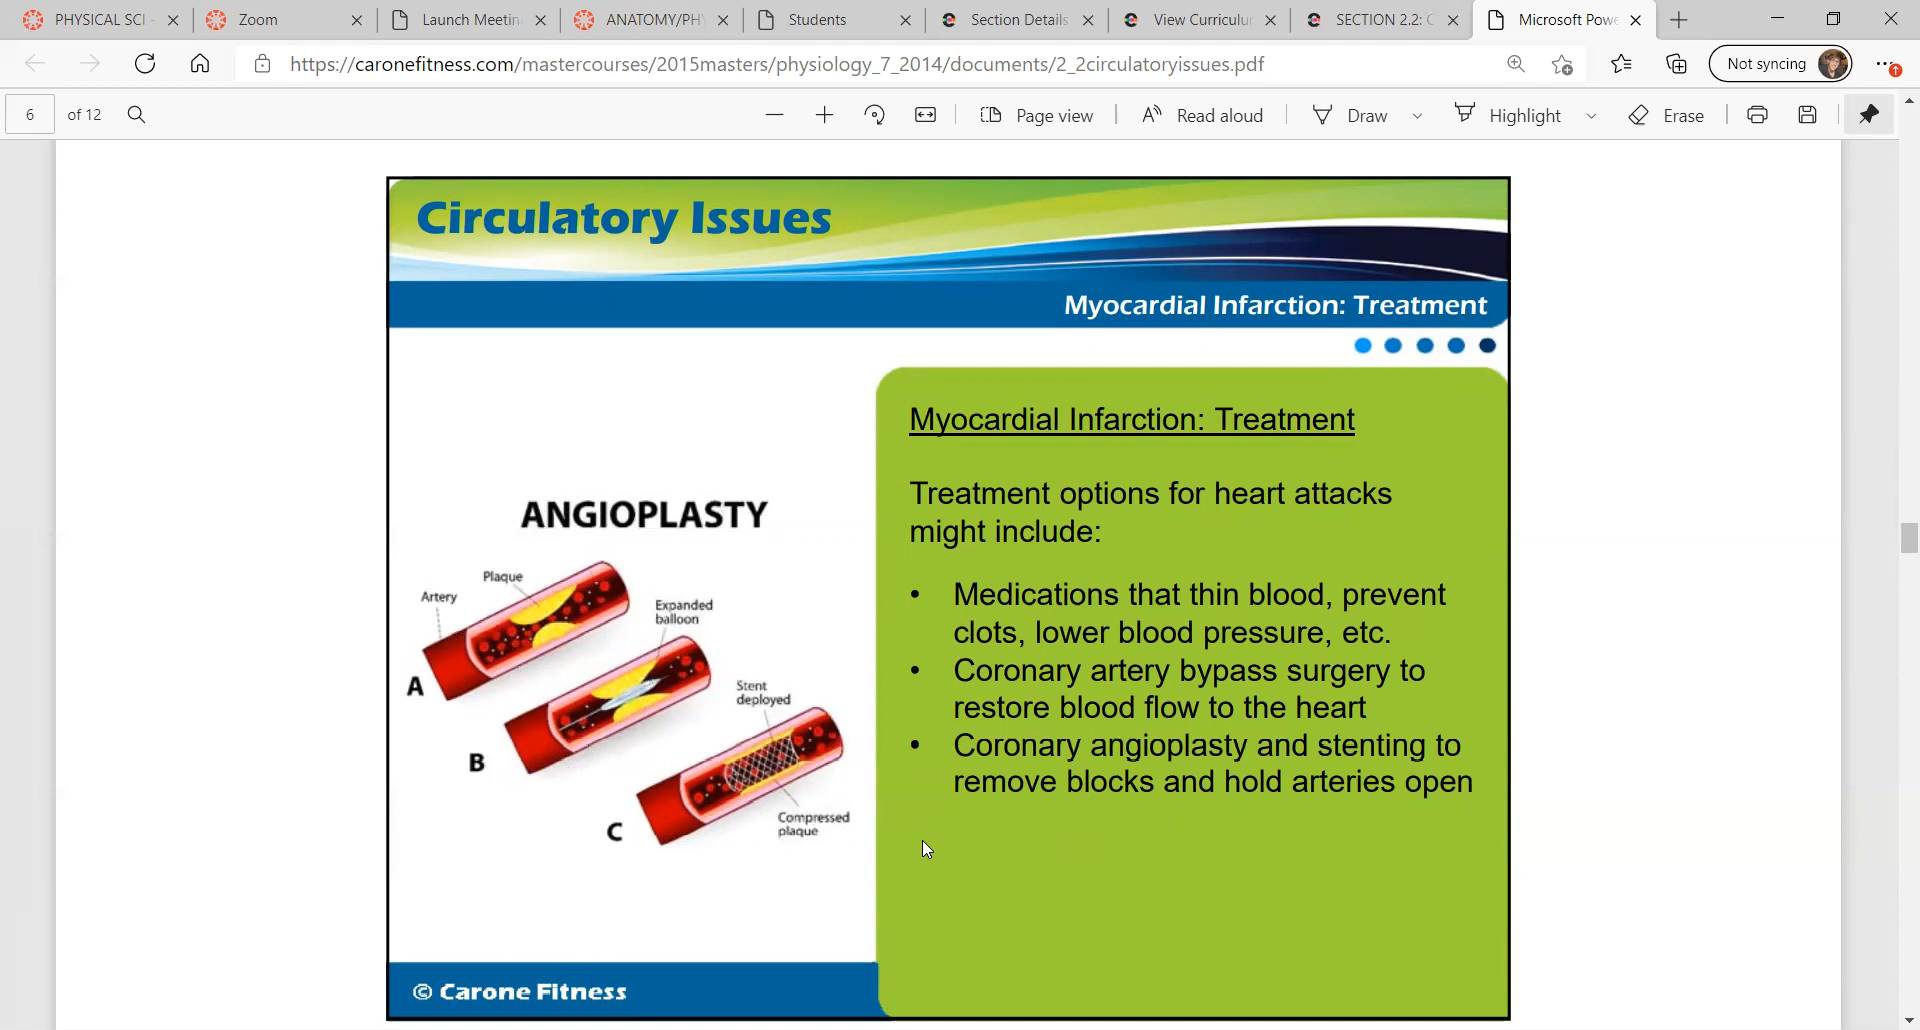 PHYSICAL SCI
Zoom
Launch Meetin
ANATOMY/PHY
Students
Section Details
View Curriculu
SECTION 2.2: C
Microsoft Powe
https://caronefitness.com/mastercourses/2015masters/physiology_7_2014/documents/2_2circulatoryissues.pdf
Not syncing
6 of 12
Page view
Read aloud
Draw
Highlight
Erase
Circulatory Issues
Myocardial Infarction: Treatment
ANGIOPLASTY
Plaque
Artery
Expanded
balloon
A
Stent
deployed
B
Compressed
plaque
C
Myocardial Infarction: Treatment
Treatment options for heart attacks
might include:
• Medications that thin blood, prevent
clots, lower blood pressure, etc.
• Coronary artery bypass surgery to
restore blood flow to the heart
• Coronary angioplasty and stenting to
remove blocks and hold arteries open
© Carone Fitness